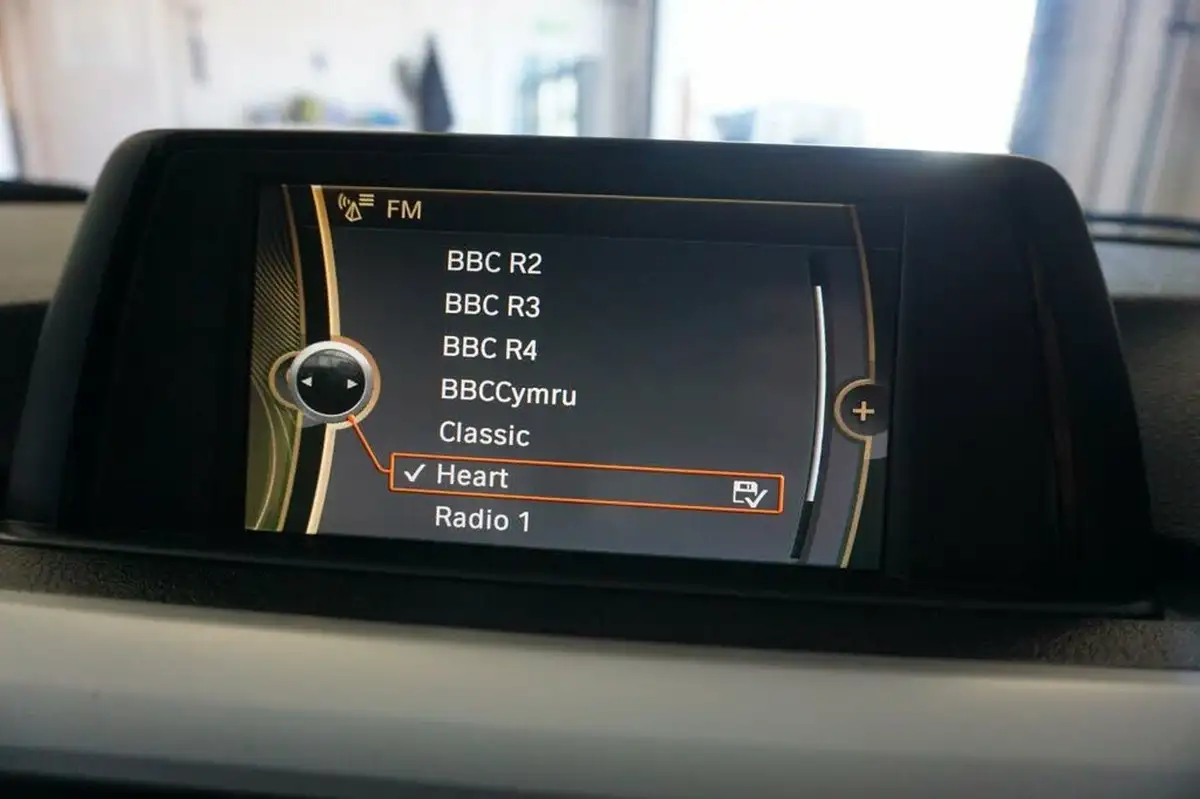 FM
BBC R2
BBC R3
BBC R4
BBCCymru
Classic
Heart
Radio 1